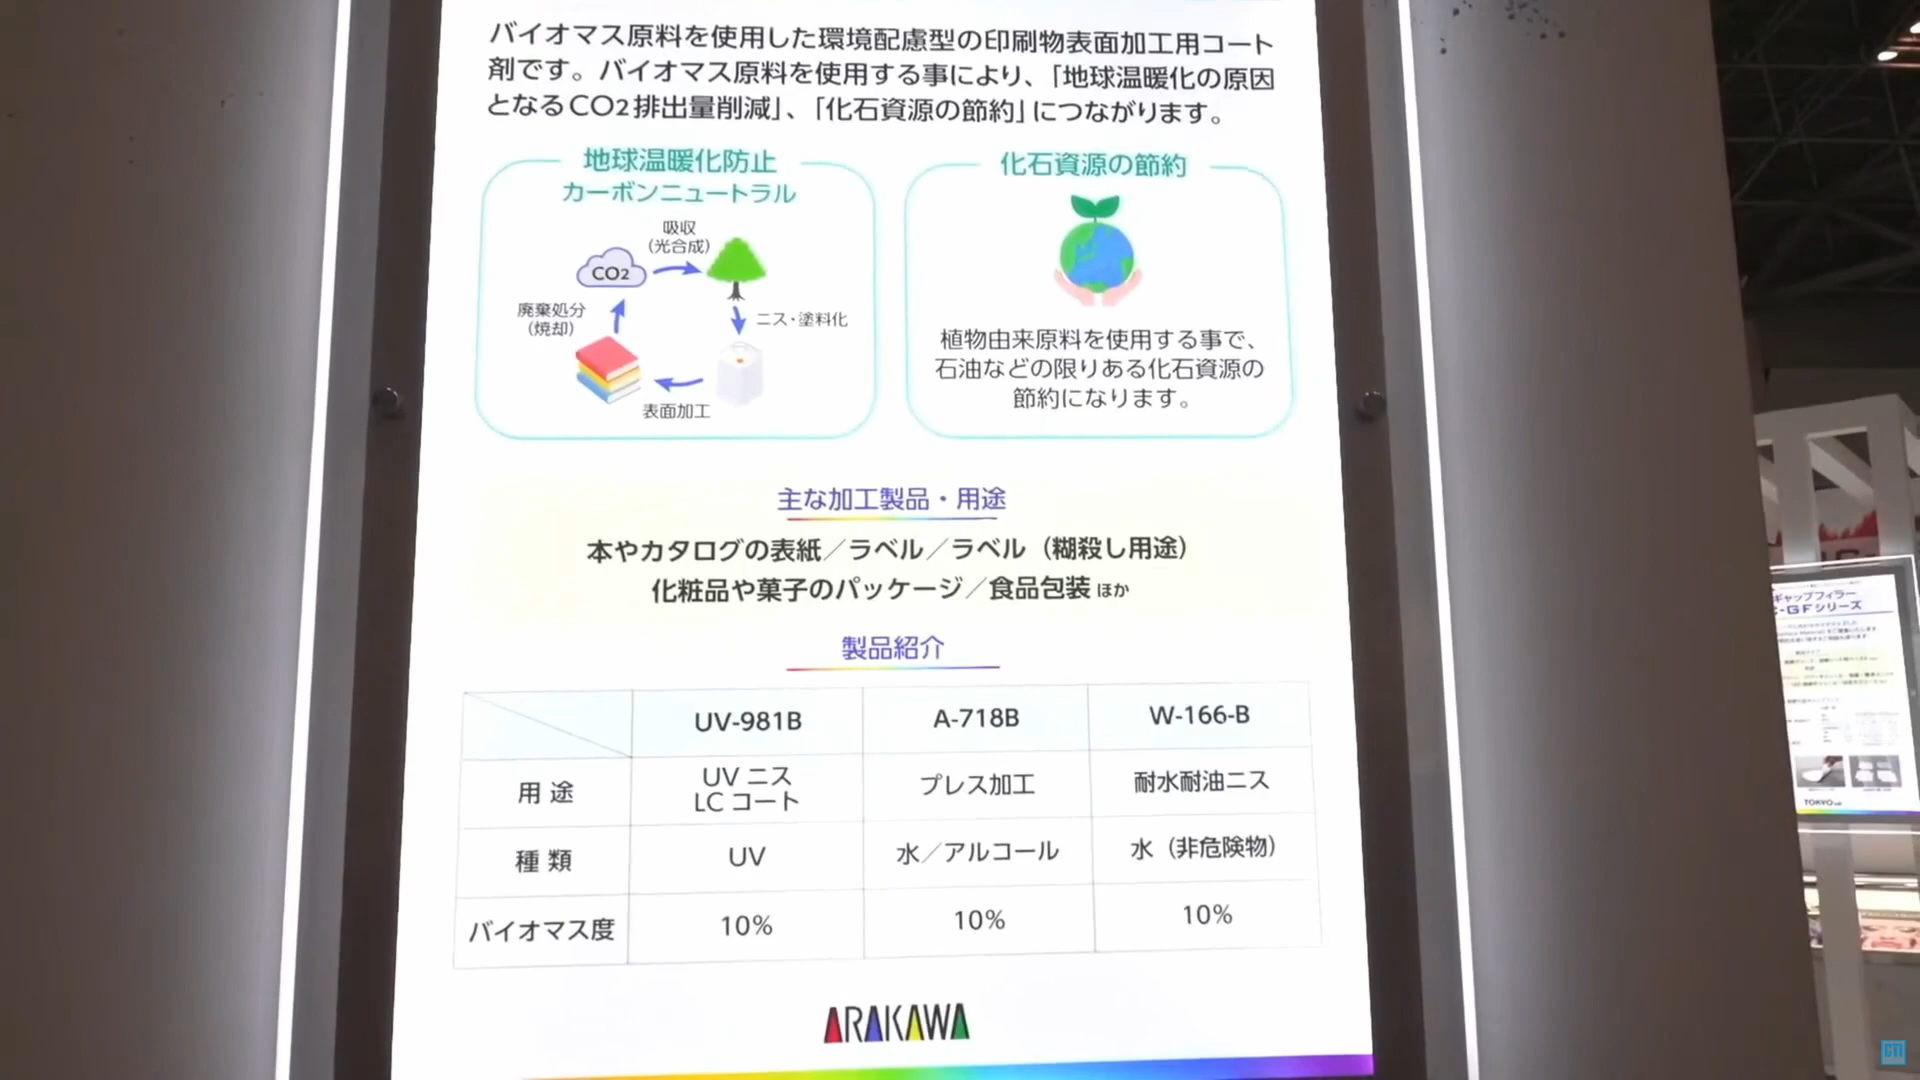 バイオマス原料を使用した環境配慮型の印刷物表面加工用コート
剤です。バイオマス原料を使用する事により、「地球温暖化の原因
となるCO2排出量削減」、「化石資源の節約」につながります。
地球温暖化防止
カーボンニュートラル
吸収
（光合成）
CO2
廃棄処分
（焼却）
ニス・塗料化
表面加工
化石資源の節約
植物由来原料を使用する事で、
石油などの限りある化石資源の
節約になります。
主な加工製品・用途
本やカタログの表紙／ラベル／ラベル（糊殺し用途）
化粧品や菓子のパッケージ／食品包装 ほか
製品紹介
UV-981B A-718B W-166-B
用途 UV ニス LC コート プレス加工 耐水耐油ニス
種類 UV 水／アルコール 水（非危険物）
バイオマス度 10% 10% 10%
ARAKAWA
ギャップフィラー
-GFシリーズ
TOKYO
CTI